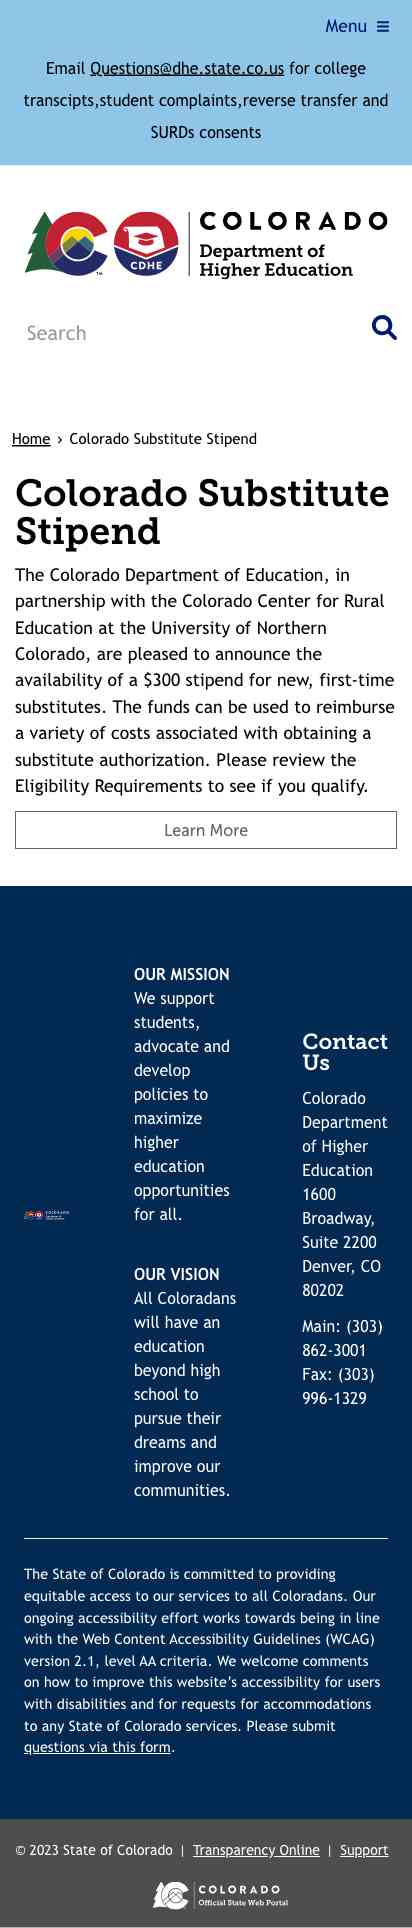 Menu
Email Questions@dhe.state.co.us for college
transcipts,student complaints,reverse transfer and
SURDs consents
COLORADO
Department of
Higher Education
CDHE
TM
Search
Home › Colorado Substitute Stipend
Colorado Substitute
Stipend
The Colorado Department of Education, in
partnership with the Colorado Center for Rural
Education at the University of Northern
Colorado, are pleased to announce the
availability of a $300 stipend for new, first-time
substitutes. The funds can be used to reimburse
a variety of costs associated with obtaining a
substitute authorization. Please review the
Eligibility Requirements to see if you qualify.
Learn More
OUR MISSION
We support
students,
advocate and
develop
policies to
maximize
higher
education
opportunities
for all.
OUR VISION
All Coloradans
will have an
education
beyond high
school to
pursue their
dreams and
improve our
communities.
Contact
Us
Colorado
Department
of Higher
Education
1600
Broadway,
Suite 2200
Denver, CO
80202
Main: (303)
862-3001
Fax: (303)
996-1329
The State of Colorado is committed to providing
equitable access to our services to all Coloradans. Our
ongoing accessibility effort works towards being in line
with the Web Content Accessibility Guidelines (WCAG)
version 2.1, level AA criteria. We welcome comments
on how to improve this website's accessibility for users
with disabilities and for requests for accommodations
to any State of Colorado services. Please submit
questions via this form.
© 2023 State of Colorado | Transparency Online | Support
COLORADO
Official State Web Portal